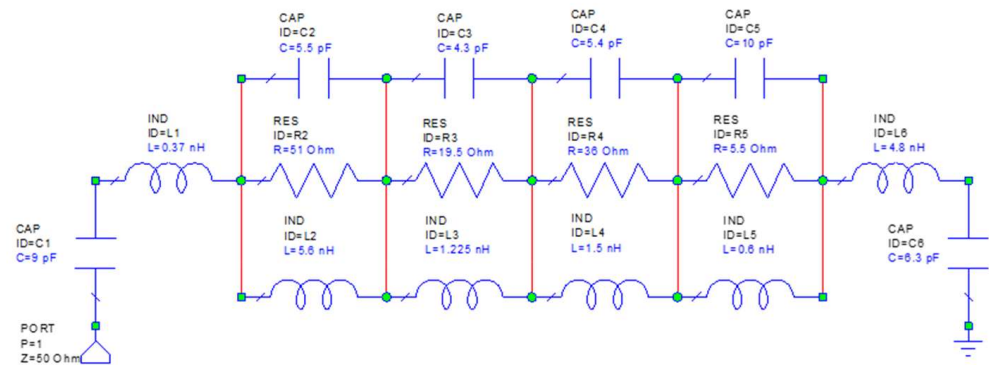 CAP
ID=C2
C=5.5 pF
CAP
ID=C3
C=4.3 pF
CAP
ID=C4
C=5.4 pF
CAP
ID=C5
C=10 pF
IND
ID=L1
L=0.37 nH
RES
ID=R2
R=51 Ohm
RES
ID=R3
R=19.5 Ohm
RES
ID=R4
R=36 Ohm
RES
ID=R5
R=5.5 Ohm
IND
ID=L6
L=4.8 nH
CAP
ID=C1
C=9 pF
IND
ID=L2
L=5.6 nH
IND
ID=L3
L=1.225 nH
IND
ID=L4
L=1.5 nH
IND
ID=L5
L=0.6 nH
CAP
ID=C6
C=6.3 pF
PORT
P=1
Z=50 Ohm